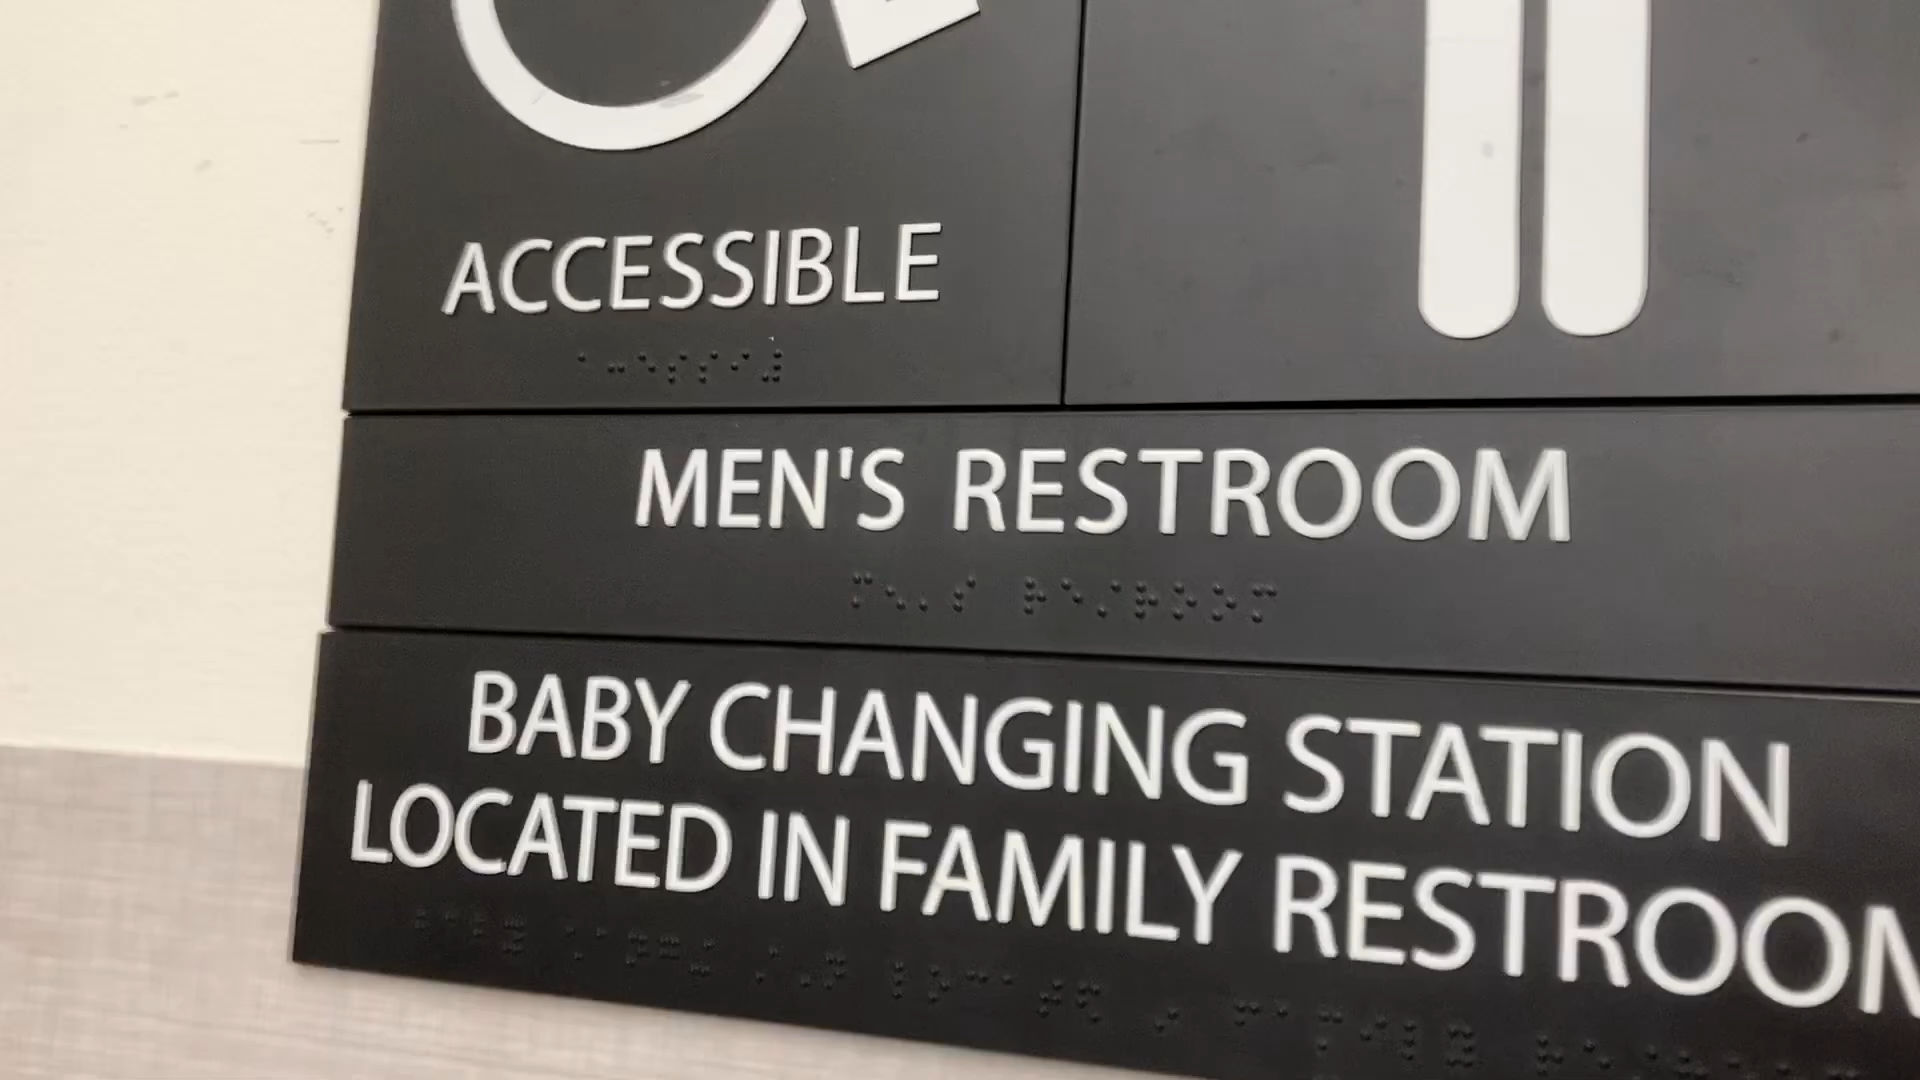 ACCESSIBLE
MEN'S RESTROOM
BABY CHANGING STATION
LOCATED IN FAMILY RESTROOM